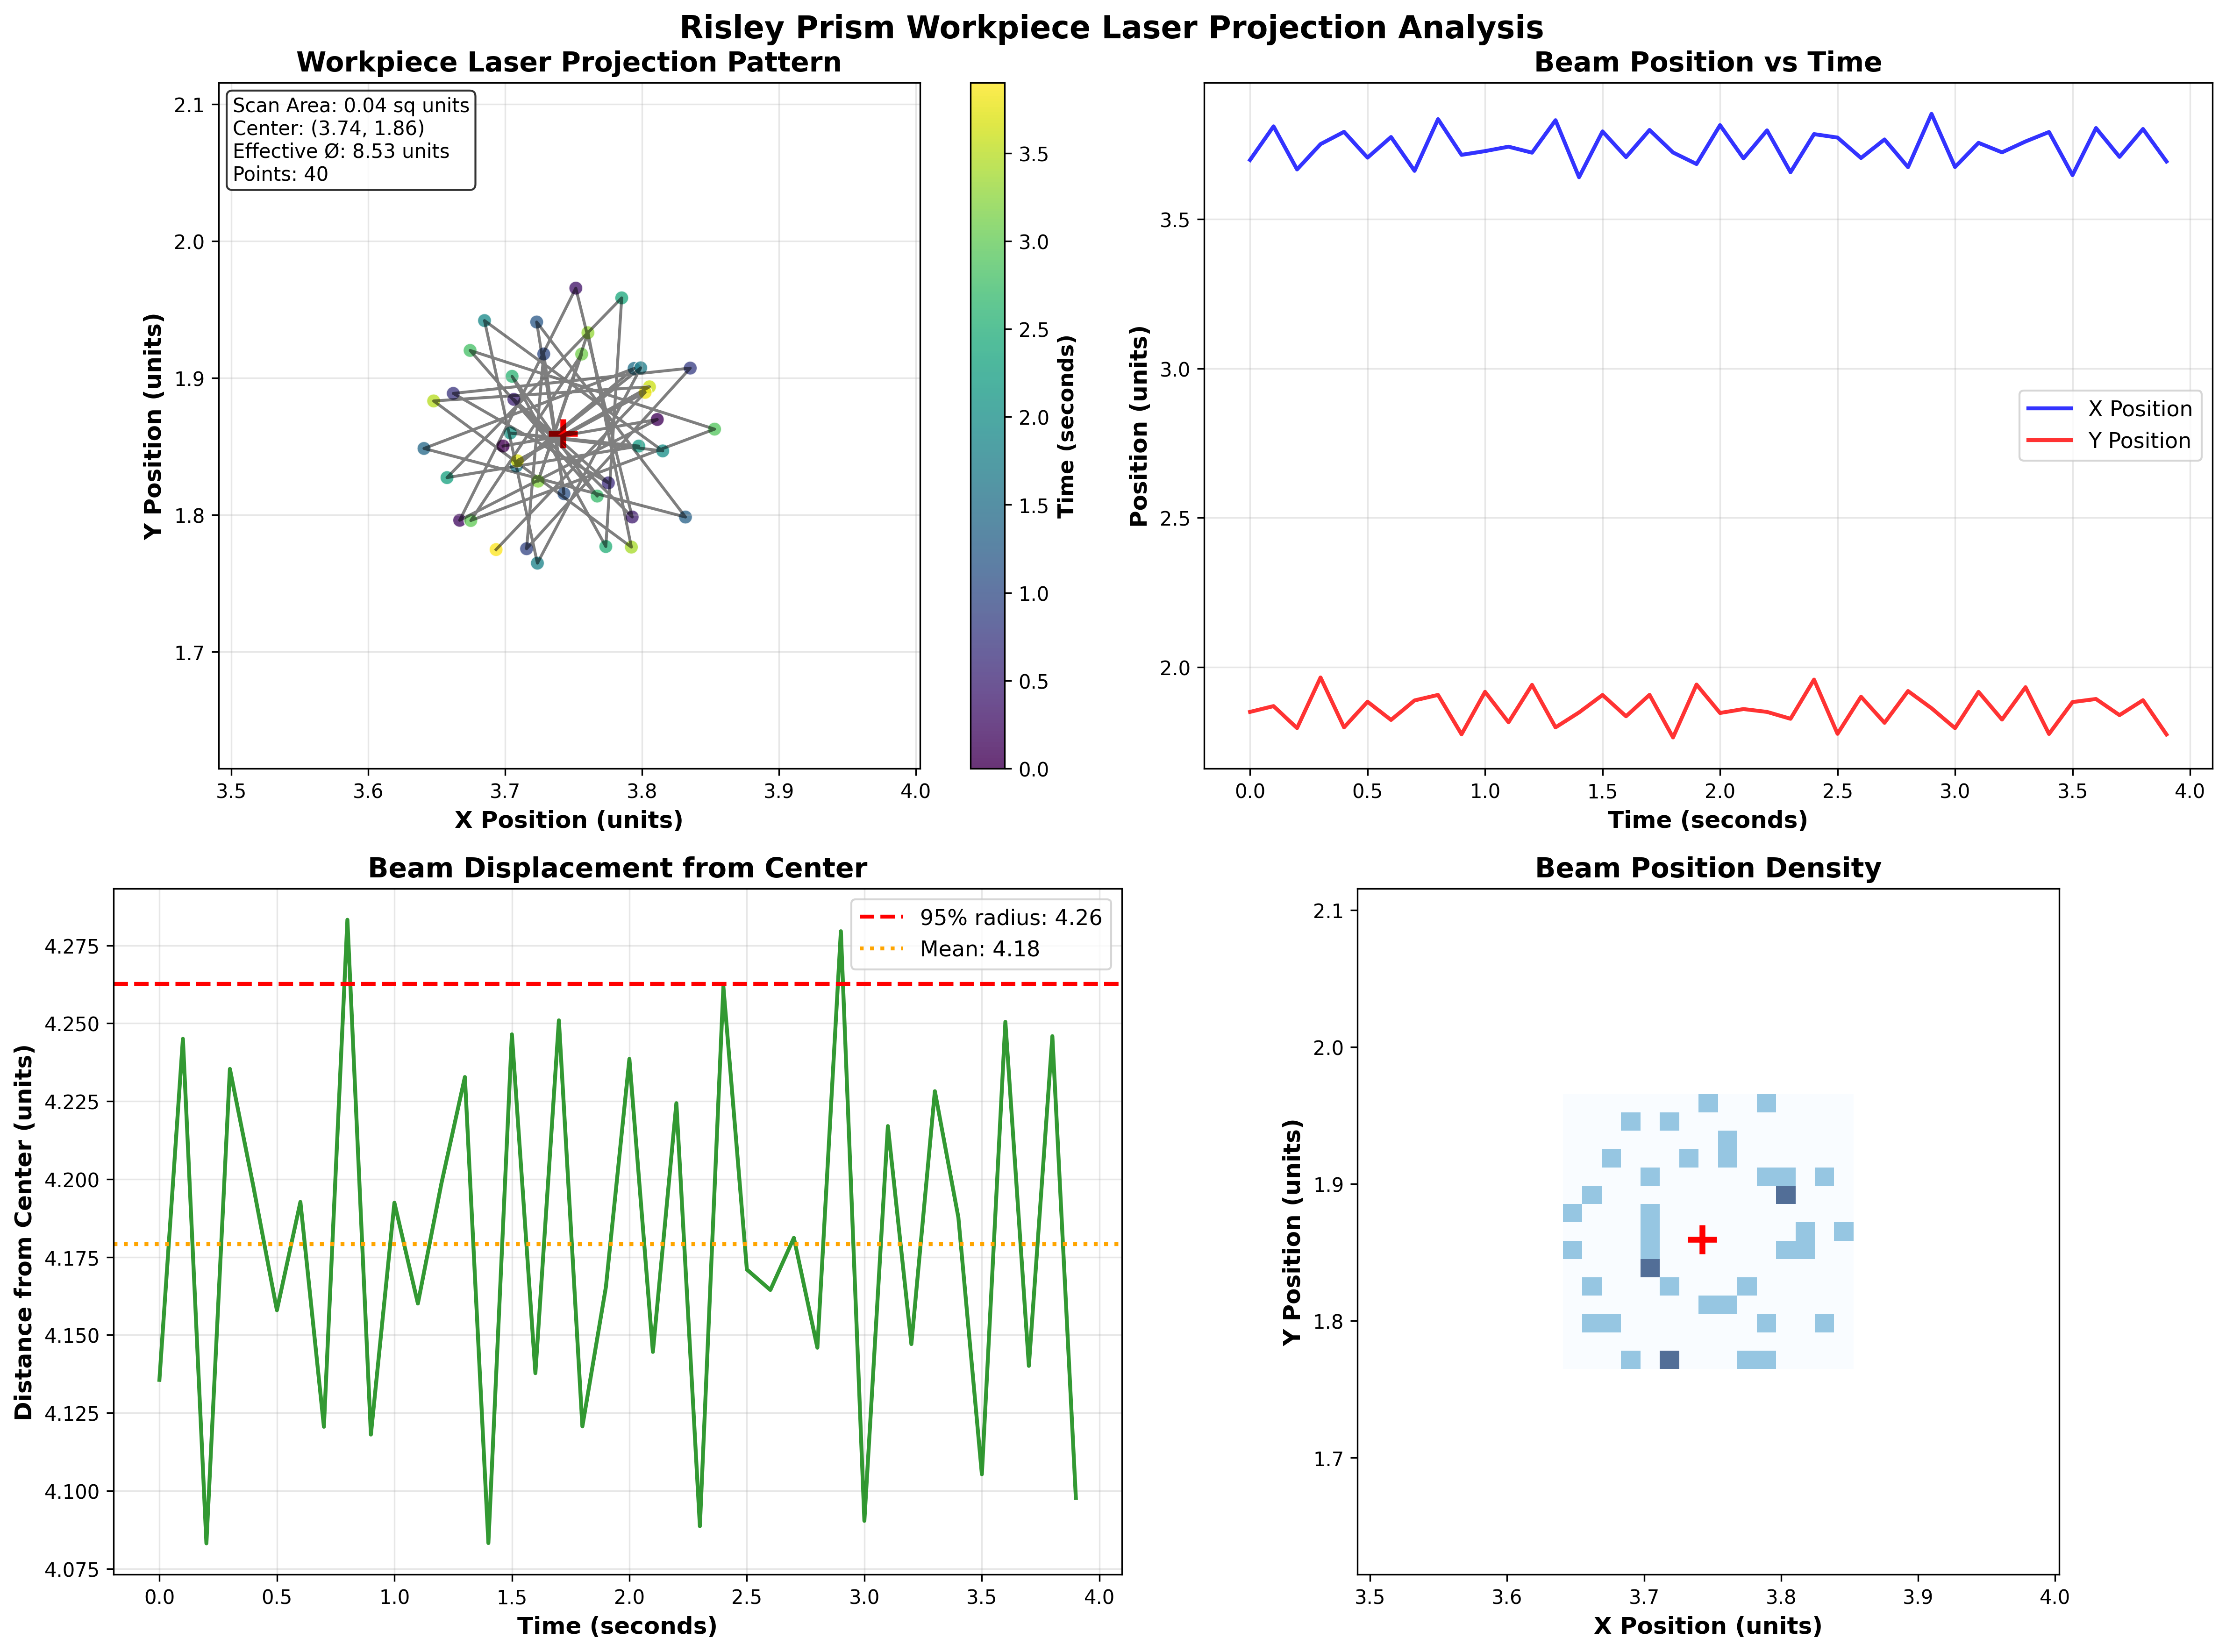 Risley Prism Workpiece Laser Projection Analysis
Workpiece Laser Projection Pattern
Scan Area: 0.04 sq units
Center: (3.74, 1.86)
Effective Ø: 8.53 units
Points: 40
2.1
2.0
1.9
1.8
1.7
Y Position (units)
3.5
3.6
3.7
3.8
3.9
4.0
X Position (units)
3.5
3.0
2.5
2.0
1.5
1.0
0.5
0.0
Time (seconds)
Beam Position vs Time
3.5
3.0
2.5
2.0
Position (units)
X Position
Y Position
0.0
0.5
1.0
1.5
2.0
2.5
3.0
3.5
4.0
Time (seconds)
Beam Displacement from Center
95% radius: 4.26
Mean: 4.18
4.275
4.250
4.225
4.200
4.175
4.150
4.125
4.100
4.075
Distance from Center (units)
0.0
0.5
1.0
1.5
2.0
2.5
3.0
3.5
4.0
Time (seconds)
Beam Position Density
2.1
2.0
1.9
1.8
1.7
Y Position (units)
3.5
3.6
3.7
3.8
3.9
4.0
X Position (units)